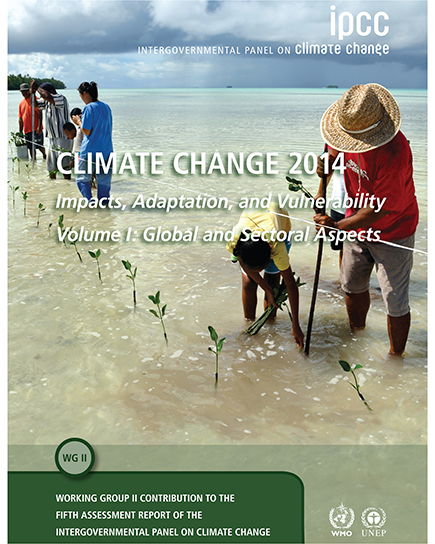 ipcc
INTERGOVERNMENTAL PANEL ON climate change
CLIMATE CHANGE 2014
Impacts, Adaptation, and Vulnerability
Volume I: Global and Sectoral Aspects
WG II
WORKING GROUP II CONTRIBUTION TO THE
FIFTH ASSESSMENT REPORT OF THE
INTERGOVERNMENTAL PANEL ON CLIMATE CHANGE
WMO UNEP